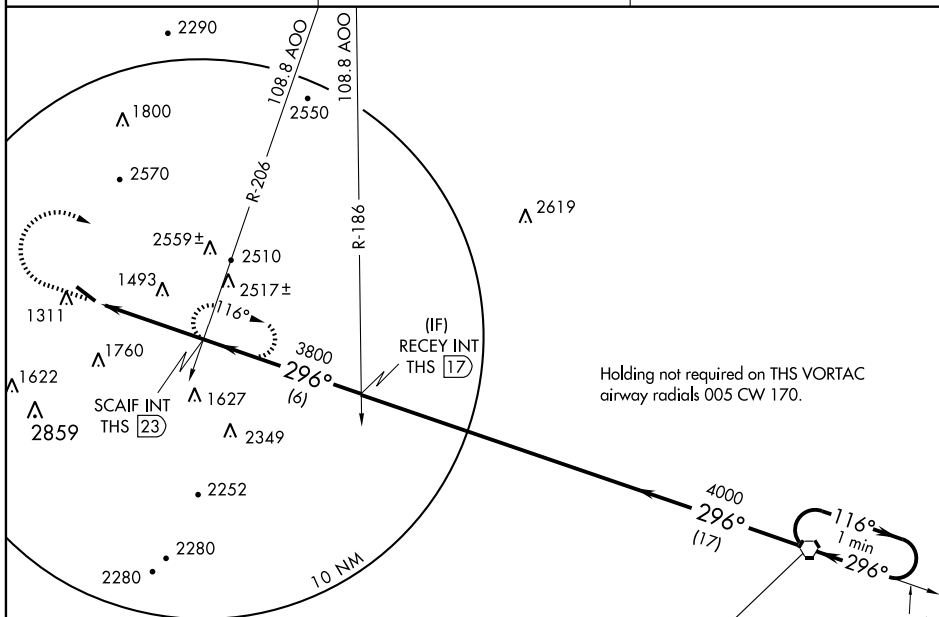 2290
108.8 AOO
108.8 AOO
2550
1800
2570
R-206
R-186
2619
2559±
2510
1493
2517±
1311
116°
(IF)
RECEY INT
THS 17
3800
296°
(6)
1760
1622
2859
SCAIF INT
THS 23
1627
2349
Holding not required on THS VORTAC
airway radials 005 CW 170.
2252
4000
296°
(17)
116°
1 min
296°
2280
2280
10 NM